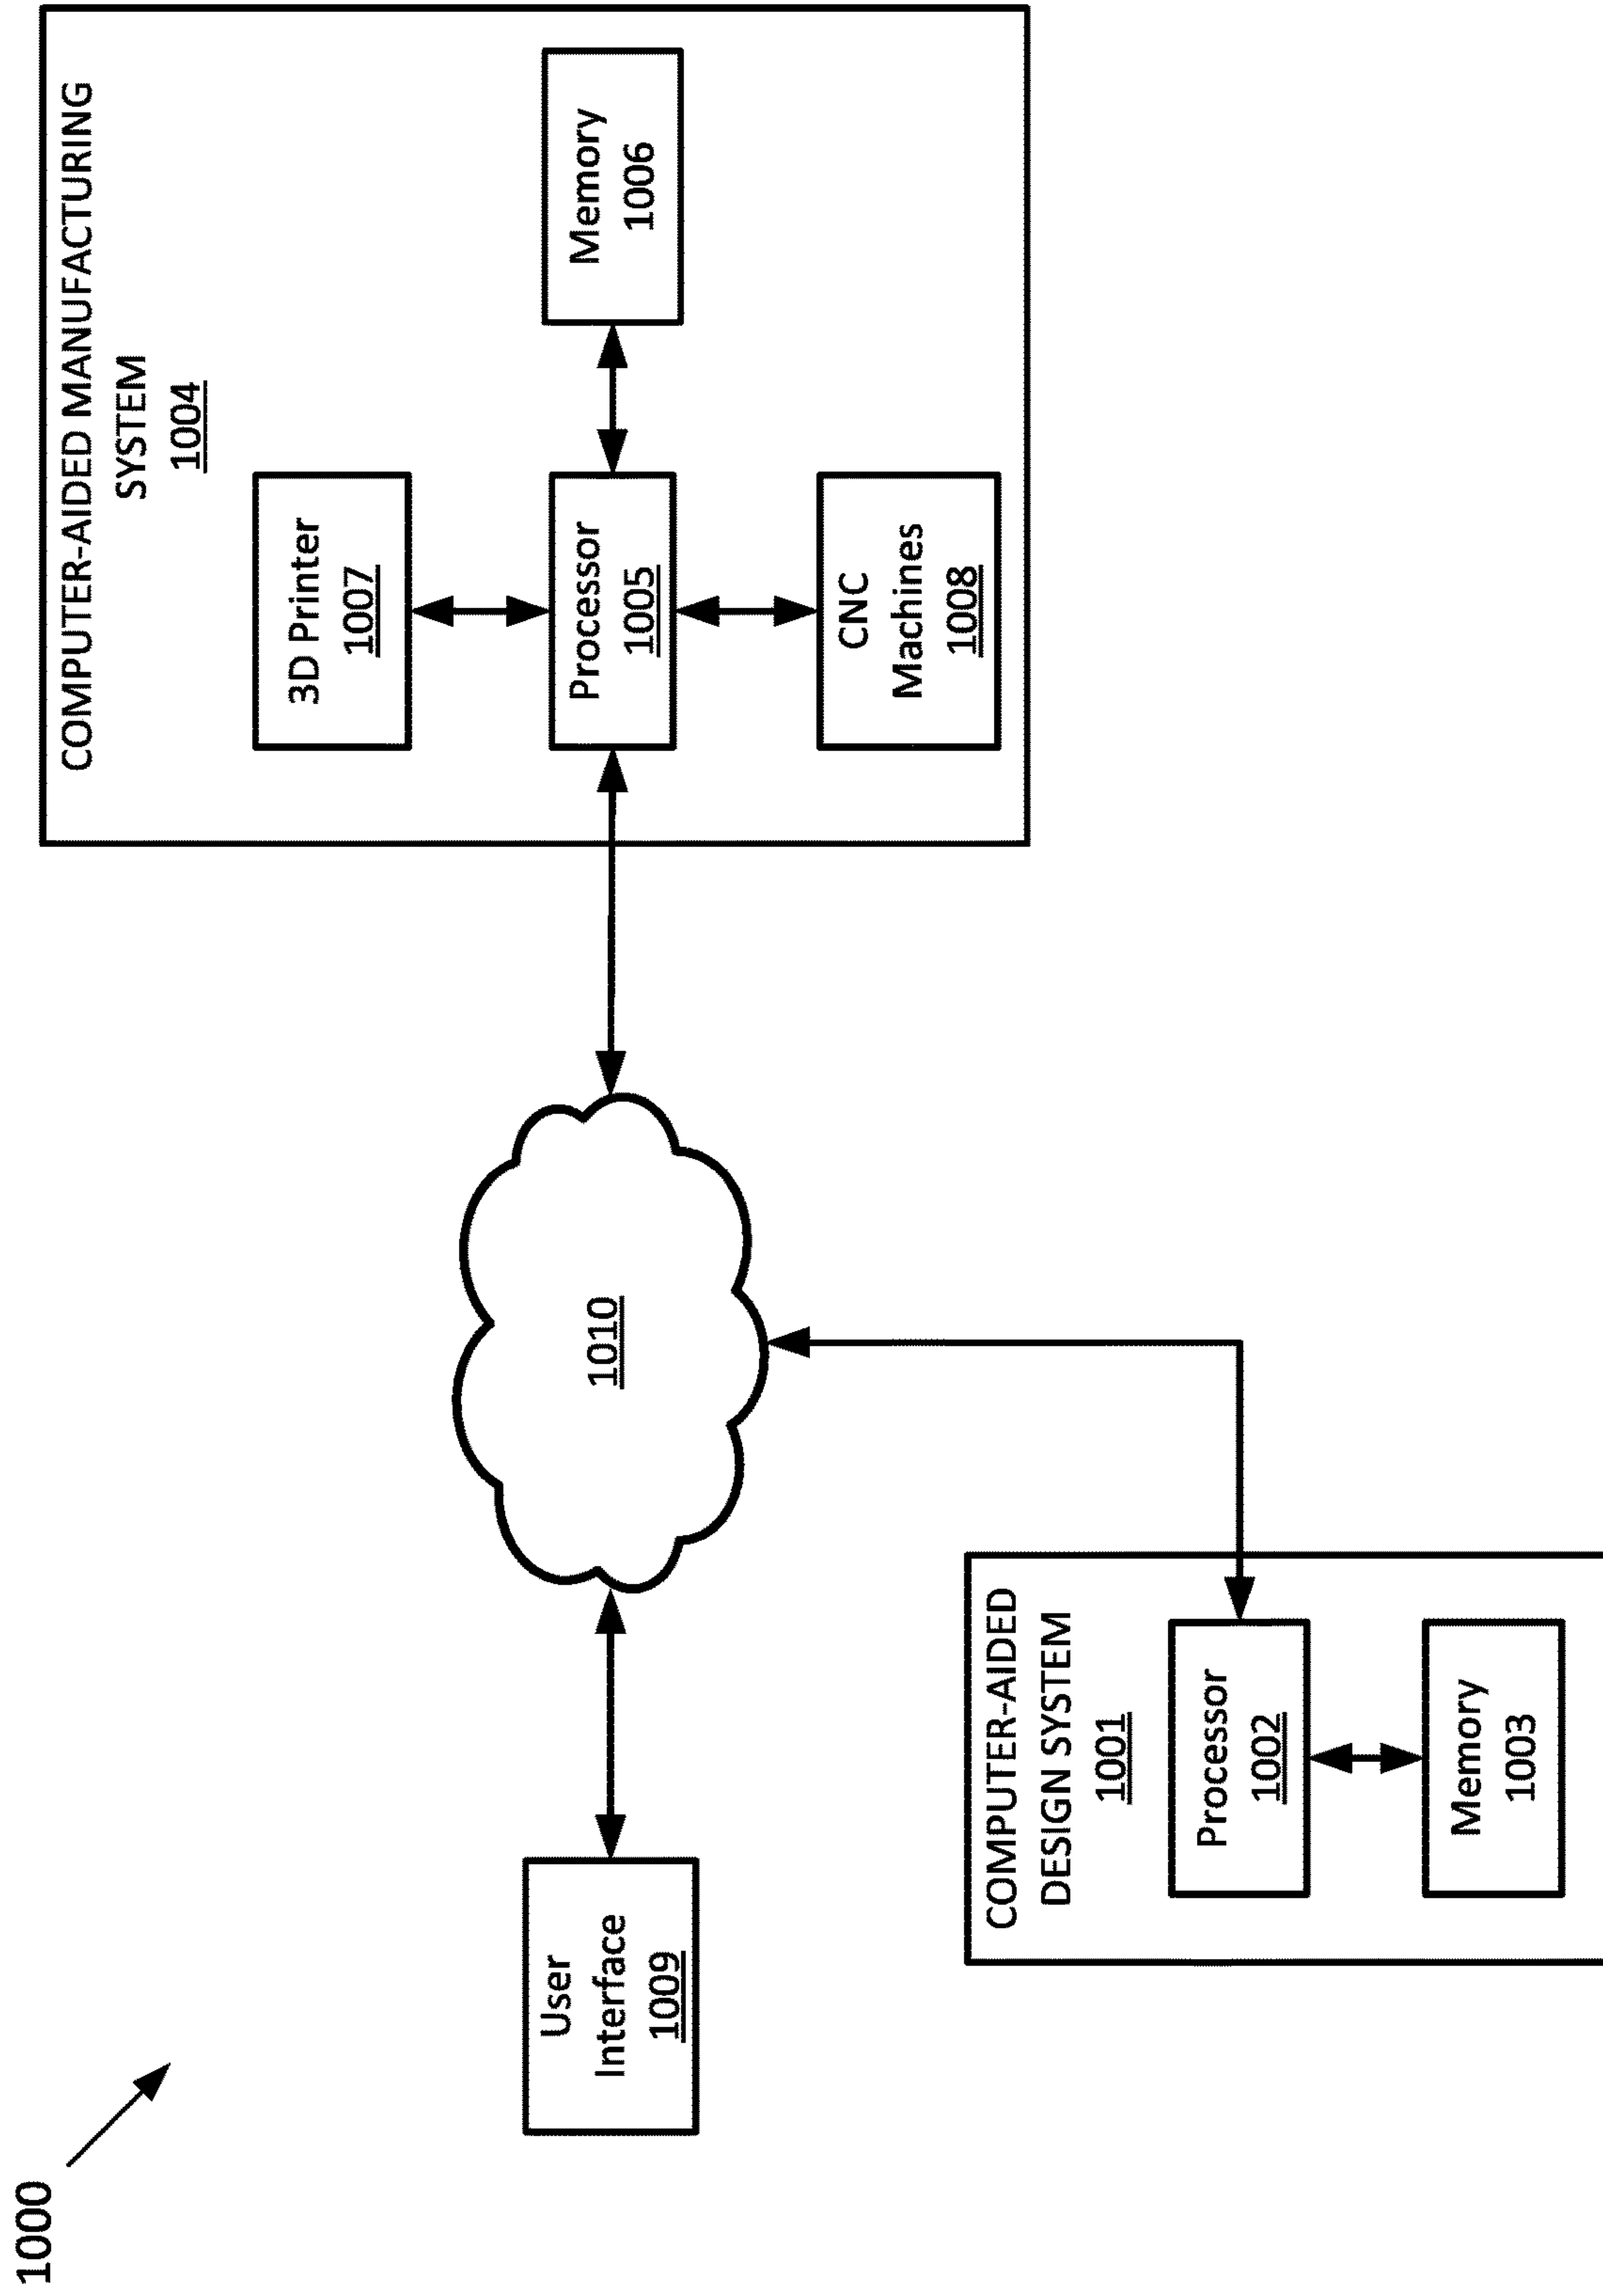 1000
COMPUTER-AIDED MANUFACTURING
SYSTEM
1004
3D Printer
1007
Processor
1005
Memory
1006
CNC
Machines
1008
User
Interface
1009
1010
COMPUTER-AIDED
DESIGN SYSTEM
1001
Processor
1002
Memory
1003